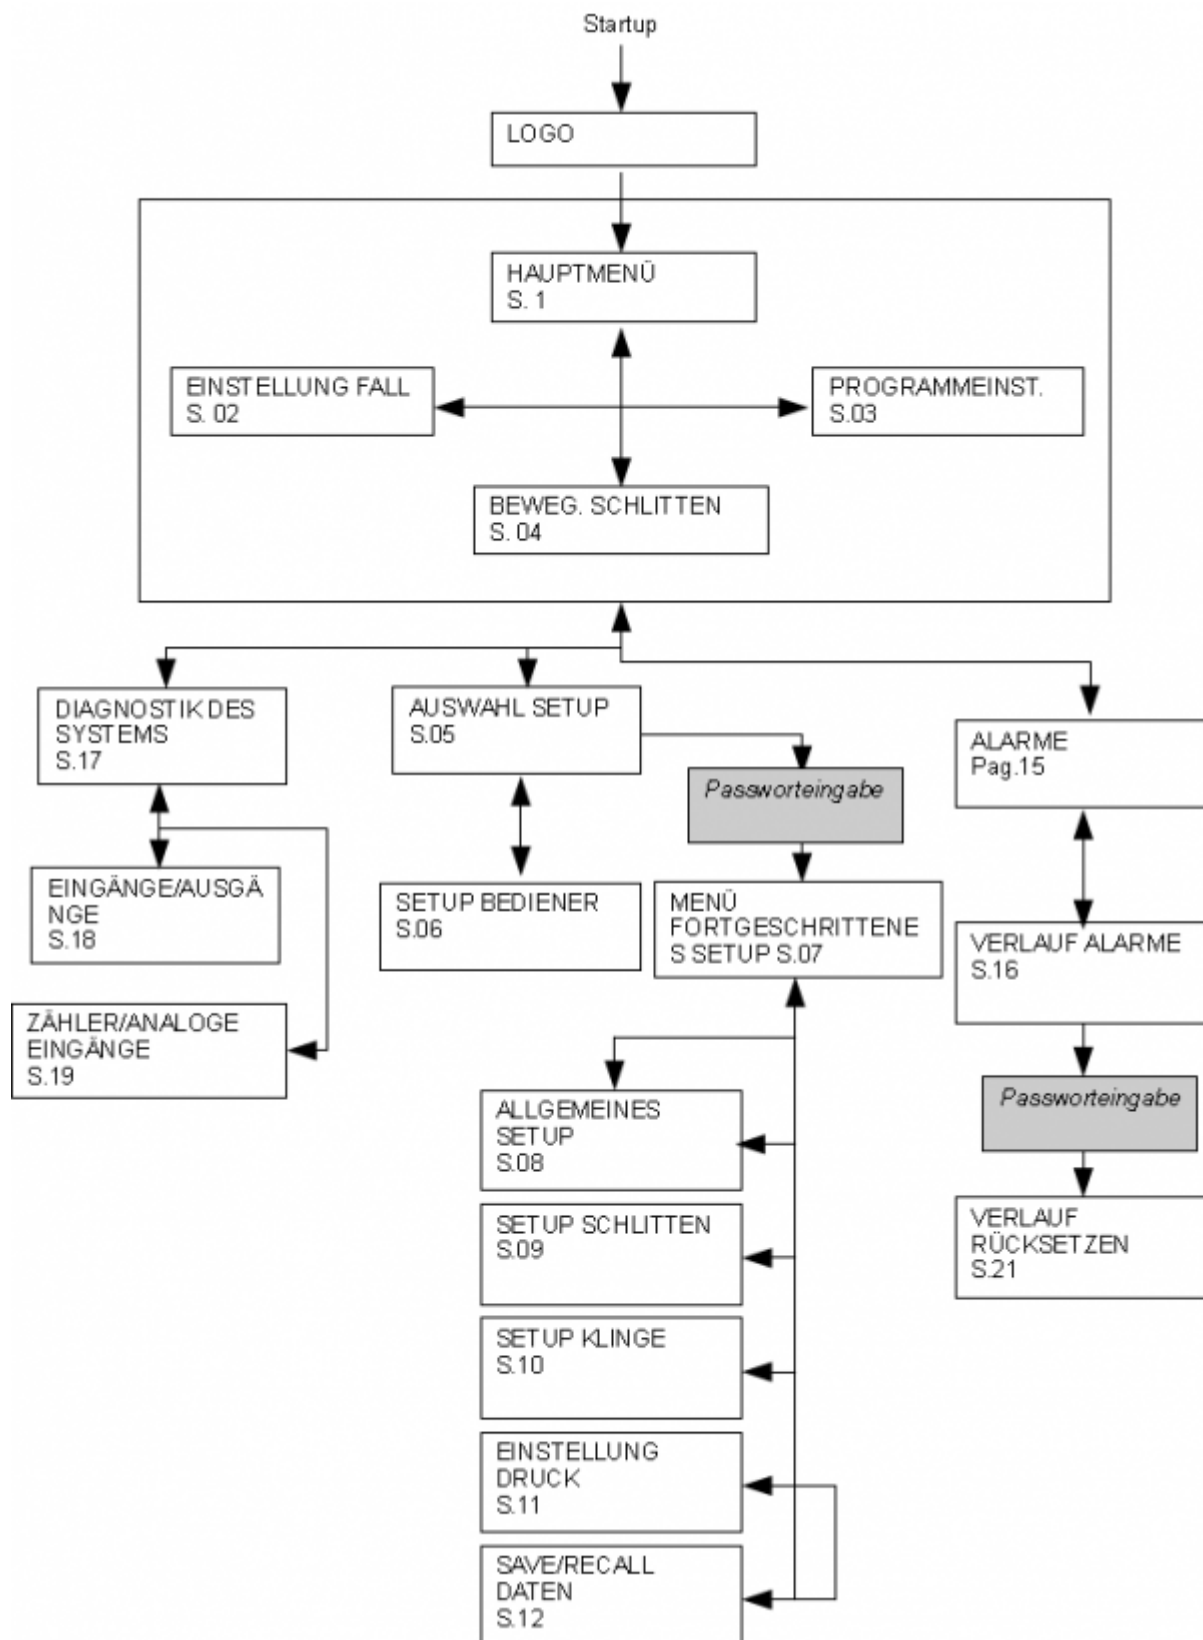 Startup
LOGO
HAUPTMENÜ
S. 1
EINSTELLUNG FALL
S. 02
PROGRAMMEINST.
S.03
BEWEG. SCHLITTEN
S. 04
DIAGNOSTIK DES
SYSTEMS
S.17
AUSWAHL SETUP
S.05
Passworteingabe
ALARME
Pag.15
EINGÄNGE/AUSGÄ
NGE
S.18
SETUP BEDIENER
S.06
MENÜ
FORTGESCHRITTENE
S SETUP S.07
VERLAUF ALARME
S.16
ZÄHLER/ANALOGE
EINGÄNGE
S.19
Passworteingabe
ALLGEMEINES
SETUP
S.08
VERLAUF
RÜCKSETZEN
S.21
SETUP SCHLITTEN
S.09
SETUP KLINGE
S.10
EINSTELLUNG
DRUCK
S.11
SAVE/RECALL
DATEN
S.12